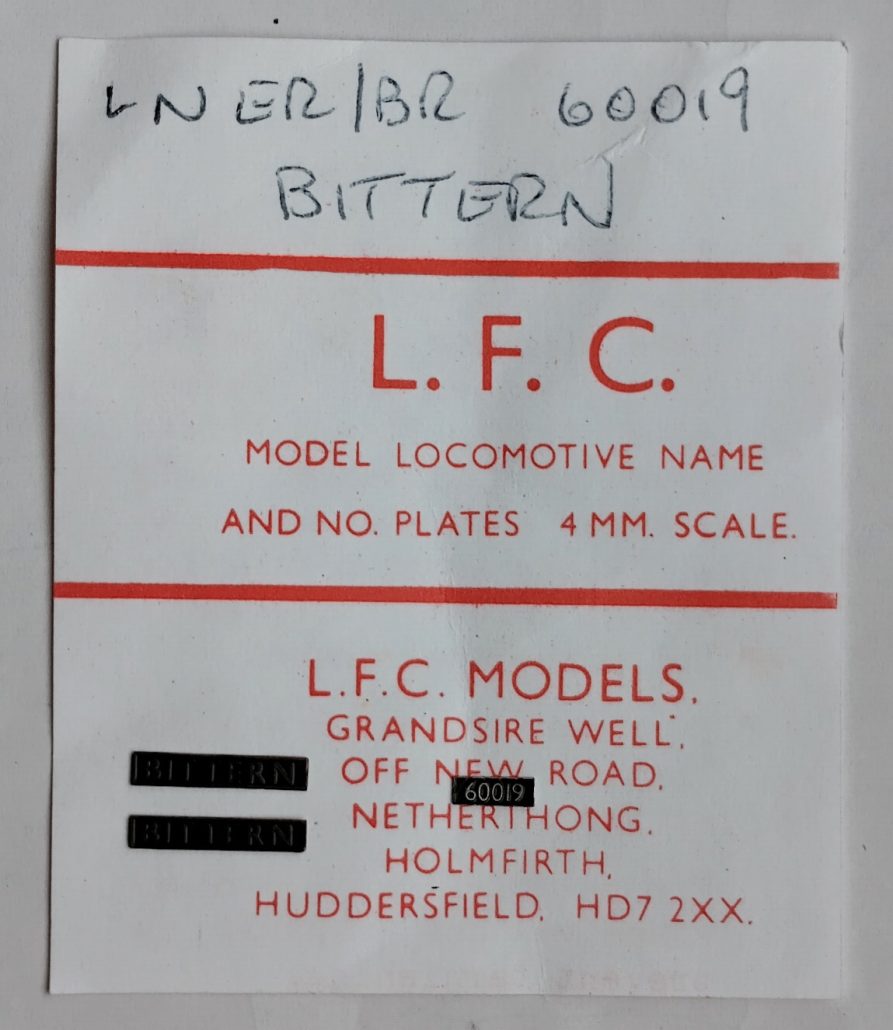 LNER/BR 60019
BITTERN
L. F. C.
MODEL LOCOMOTIVE NAME
AND NO. PLATES 4 MM. SCALE.
L.F.C. MODELS,
GRANDSIRE WELL,
BITTERN
OFF NEW ROAD,
60019
BITTERN
NETHERTHONG,
HOLMFIRTH,
HUDDERSFIELD, HD7 2XX.